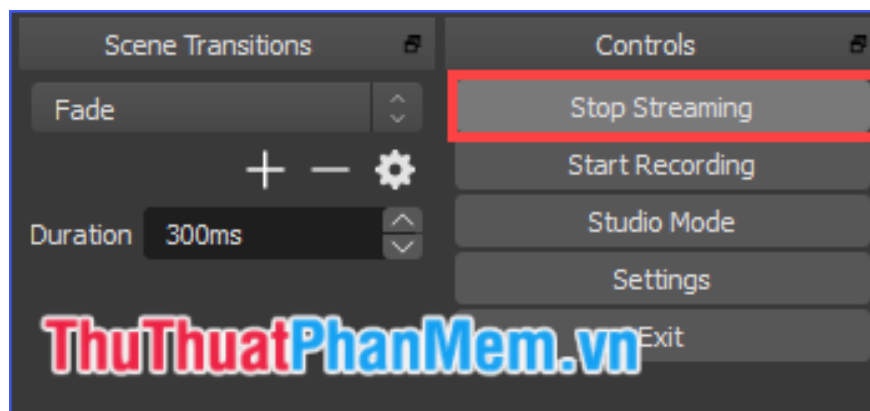 Scene Transitions
Fade
Duration 300ms
Controls
Stop Streaming
Start Recording
Studio Mode
Settings
Exit
ThuThuatPhanMem.vn